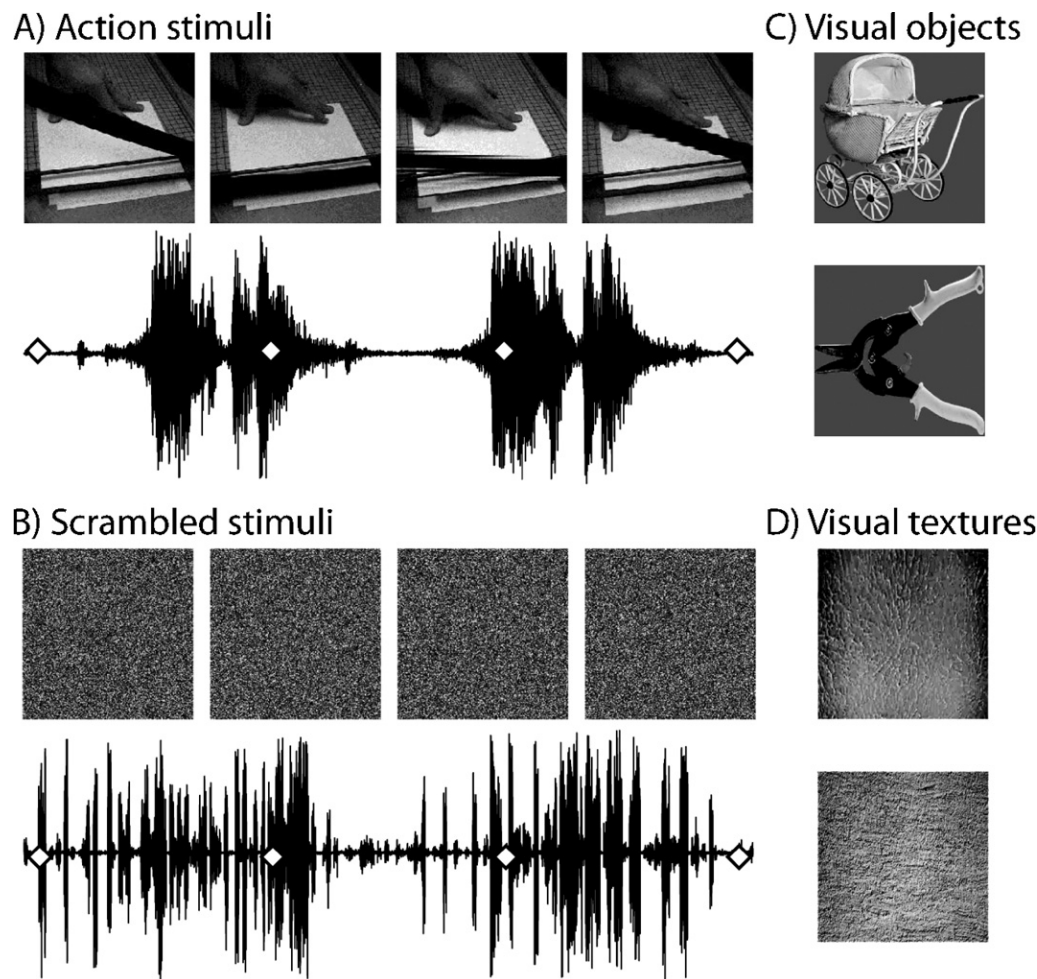 A) Action stimuli
C) Visual objects
B) Scrambled stimuli
D) Visual textures